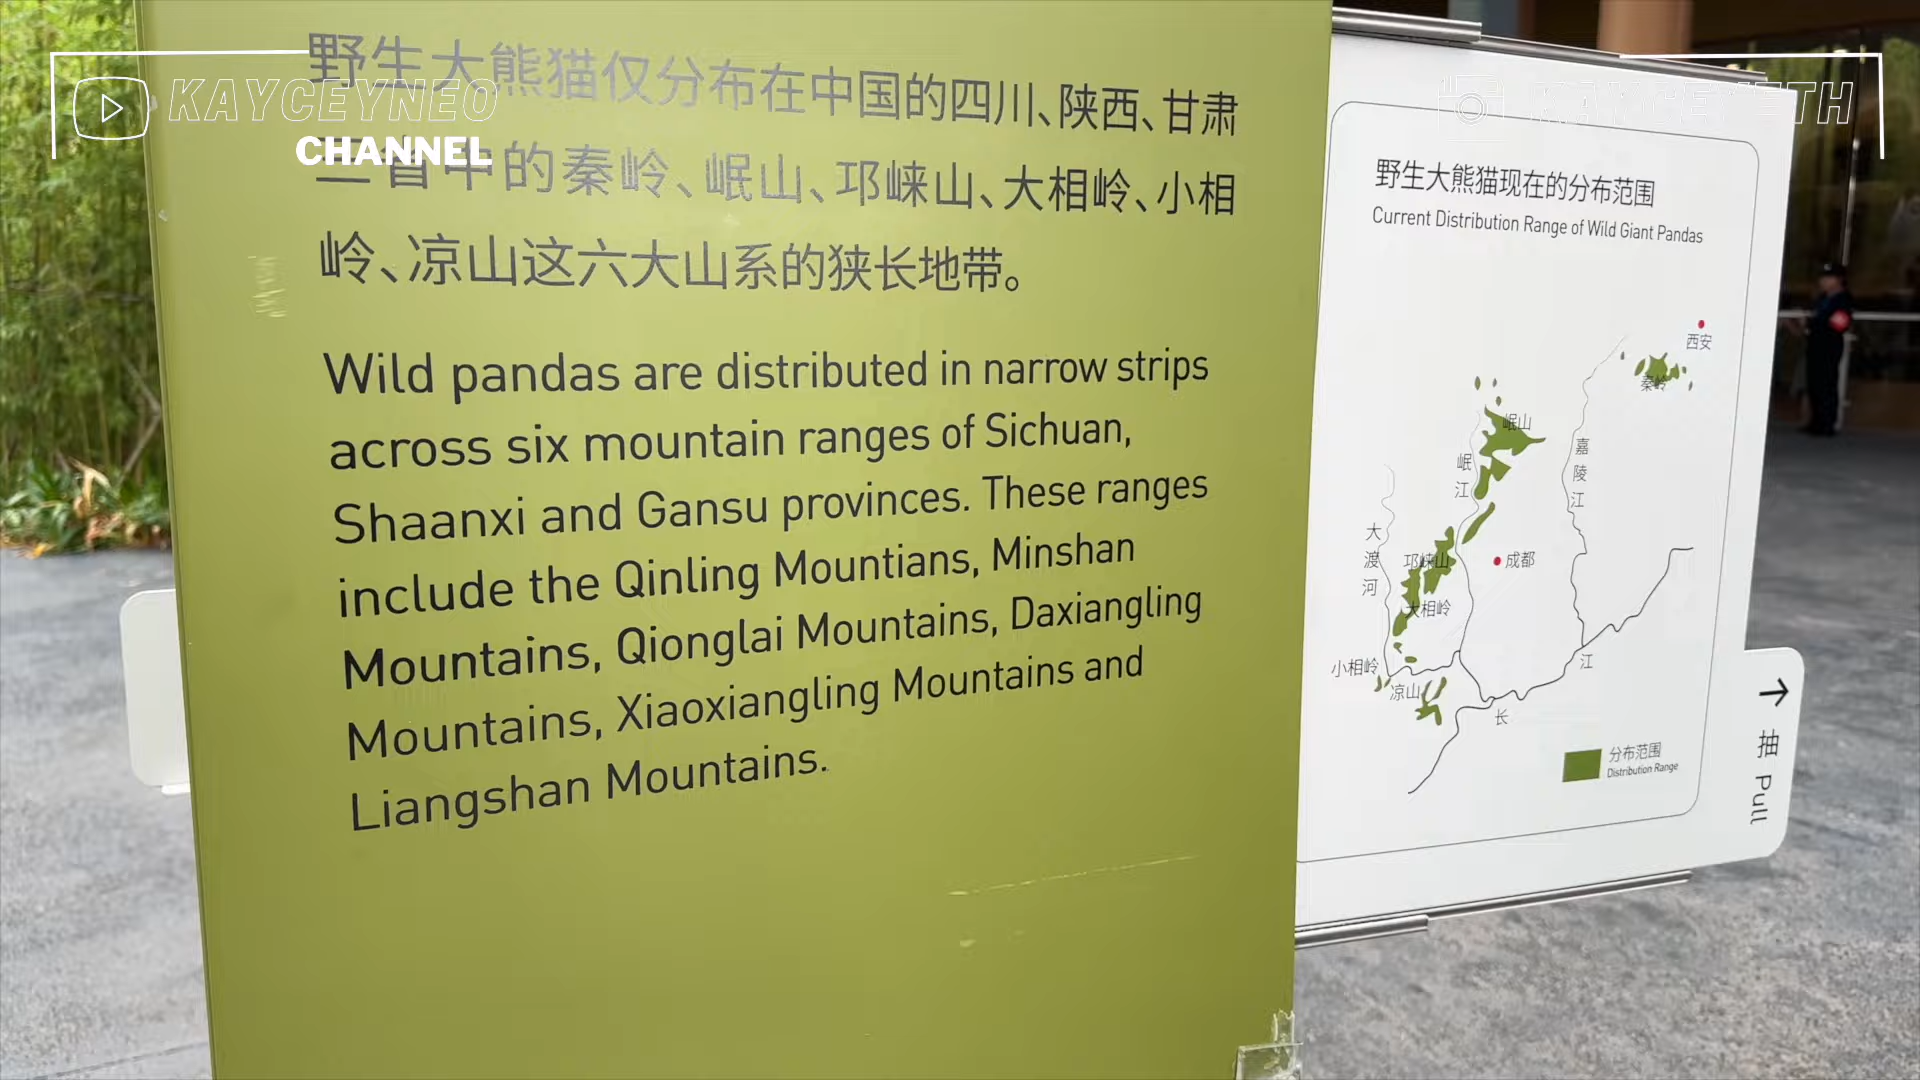 KAYCEYNEO
CHANNEL
野生大熊猫仅分布在中国的四川、陕西、甘肃
三省中的秦岭、岷山、邛崃山、大相岭、小相
岭、凉山这六大山系的狭长地带。
Wild pandas are distributed in narrow strips
across six mountain ranges of Sichuan,
Shaanxi and Gansu provinces. These ranges
include the Qinling Mountians, Minshan
Mountains, Qionglai Mountains, Daxiangling
Mountains, Xiaoxiangling Mountains and
Liangshan Mountains.
野生大熊猫现在的分布范围
Current Distribution Range of Wild Giant Pandas
西安
秦岭
岷山
岷江
嘉陵江
大渡河
邛崃山
成都
大相岭
小相岭
凉山
江
长
分布范围
Distribution Range
抽 Pull